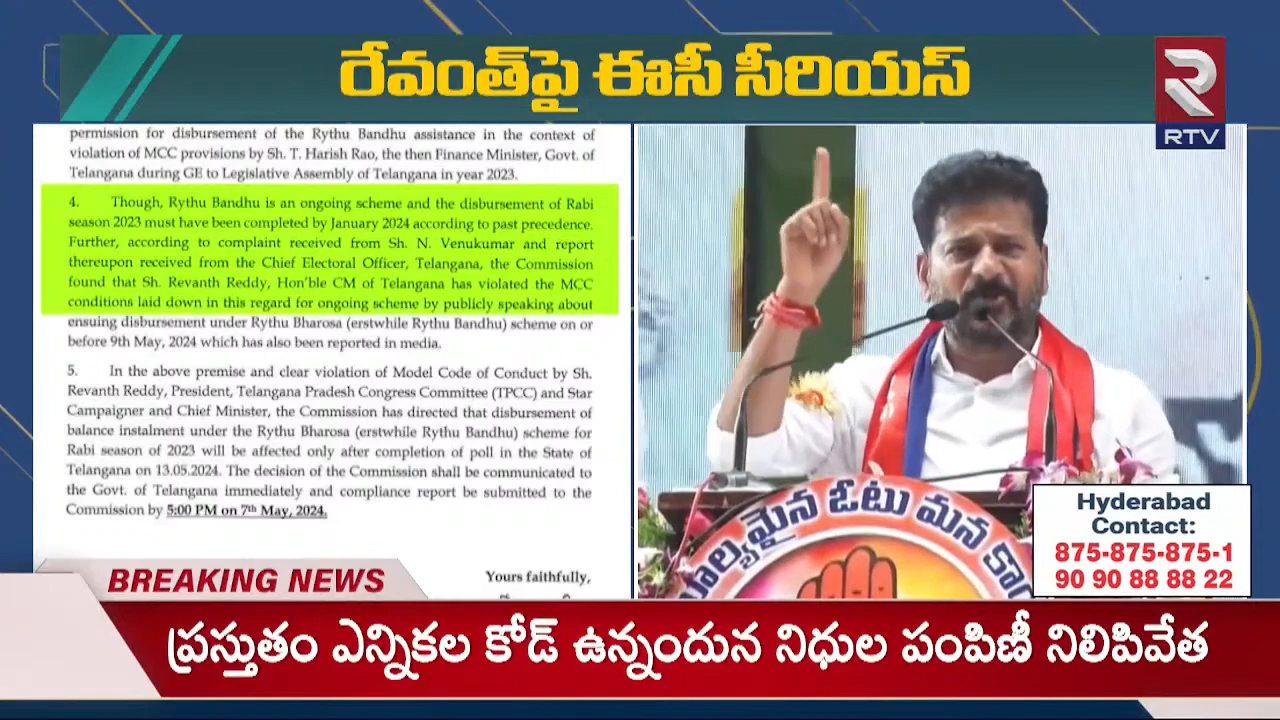 రేవంత్‌పై ఈసీ సీరియస్
RTV
permission for disbursement of the Rythu Bandhu assistance in the context of
violation of MCC provisions by Sh. T. Harish Rao, the then Finance Minister, Govt. of
Telangana during GE to Legislative Assembly of Telangana in year 2023.
4. Though, Rythu Bandhu is an ongoing scheme and the disbursement of Rabi
season 2023 must have been completed by January 2024 according to past precedence.
Further, according to complaint received from Sh. N. Venukumar and report
thereupon received from the Chief Electoral Officer, Telangana, the Commission
found that Sh. Revanth Reddy, Hon'ble CM of Telangana has violated the MCC
conditions laid down in this regard for ongoing scheme by publicly speaking about
ensuing disbursement under Rythu Bharosa (erstwhile Rythu Bandhu) scheme on or
before 9th May, 2024 which has also been reported in media.
5. In the above premise and clear violation of Model Code of Conduct by Sh.
Revanth Reddy, President, Telangana Pradesh Congress Committee (TPCC) and Star
Campaigner and Chief Minister, the Commission has directed that disbursement of
balance instalment under the Rythu Bharosa (erstwhile Rythu Bandhu) scheme for
Rabi season of 2023 will be affected only after completion of poll in the State of
Telangana on 13.05.2024. The decision of the Commission shall be communicated to
the Govt. of Telangana immediately and compliance report be submitted to the
Commission by 5:00 PM on 7th May, 2024.
Yours faithfully,
ఓటు మన
Hyderabad
Contact:
875-875-875-1
90 90 88 88 22
BREAKING NEWS
ప్రస్తుతం ఎన్నికల కోడ్ ఉన్నందున నిధుల పంపిణీ నిలిపివేత